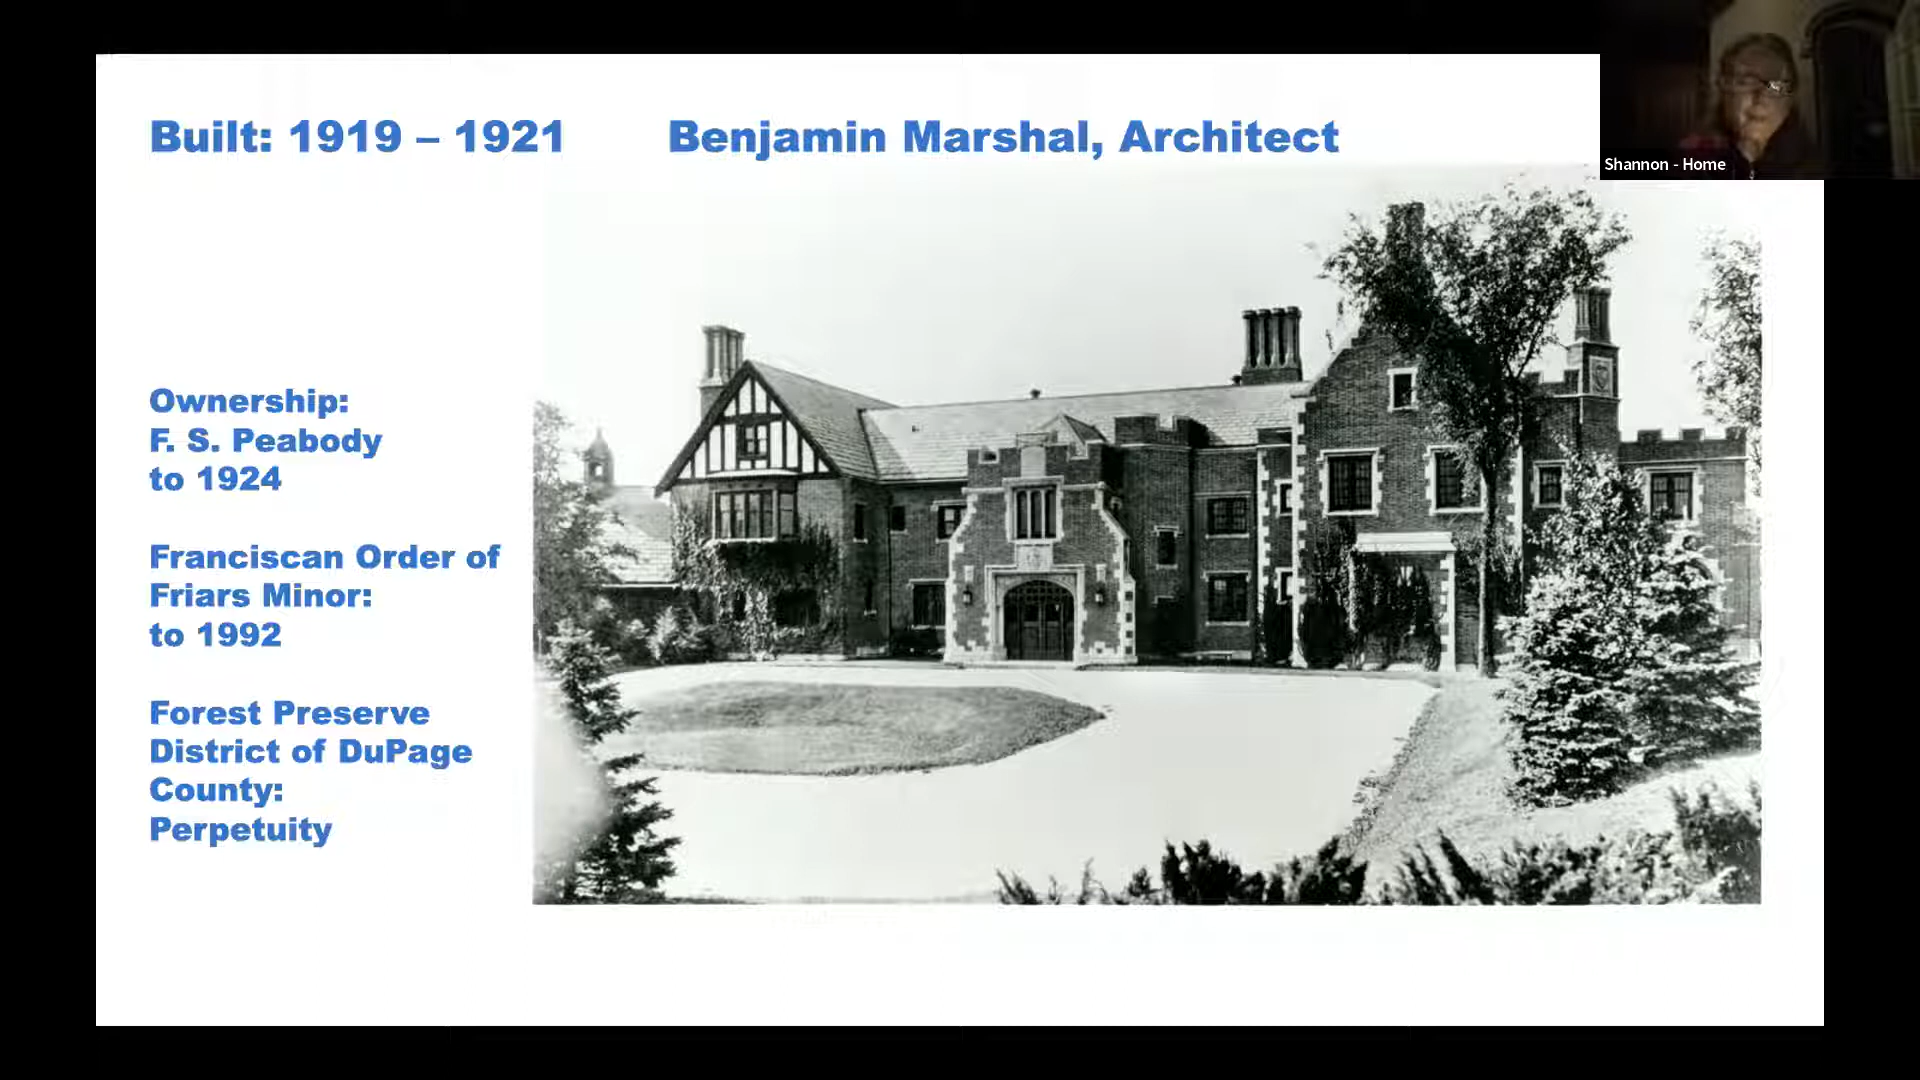 Built: 1919 – 1921
Benjamin Marshal, Architect
Shannon - Home
Ownership:
F. S. Peabody
to 1924
Franciscan Order of
Friars Minor:
to 1992
Forest Preserve
District of DuPage
County:
Perpetuity